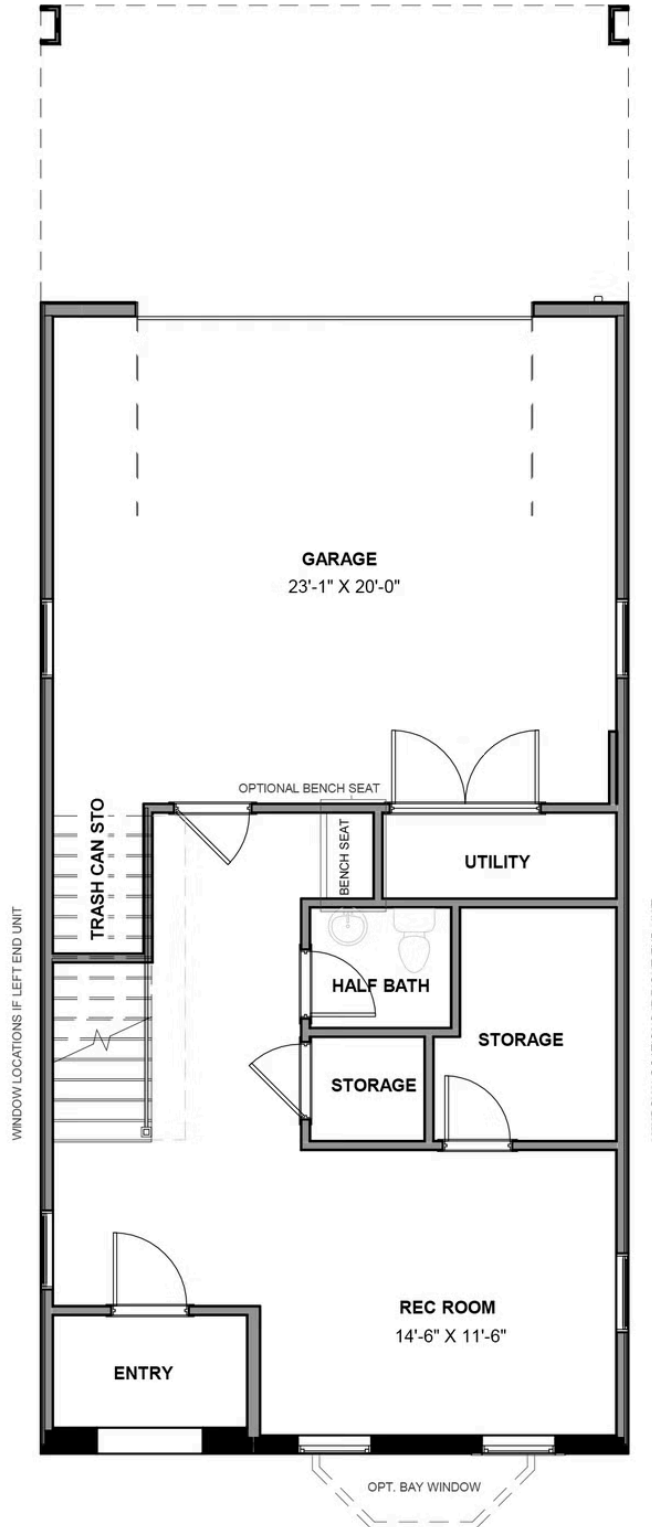 GARAGE
23'-1" X 20'-0"
OPTIONAL BENCH SEAT
TRASH CAN STO
BENCH SEAT
UTILITY
WINDOW LOCATIONS IF LEFT END UNIT
HALF BATH
STORAGE
STORAGE
REC ROOM
14'-6" X 11'-6"
ENTRY
OPT. BAY WINDOW